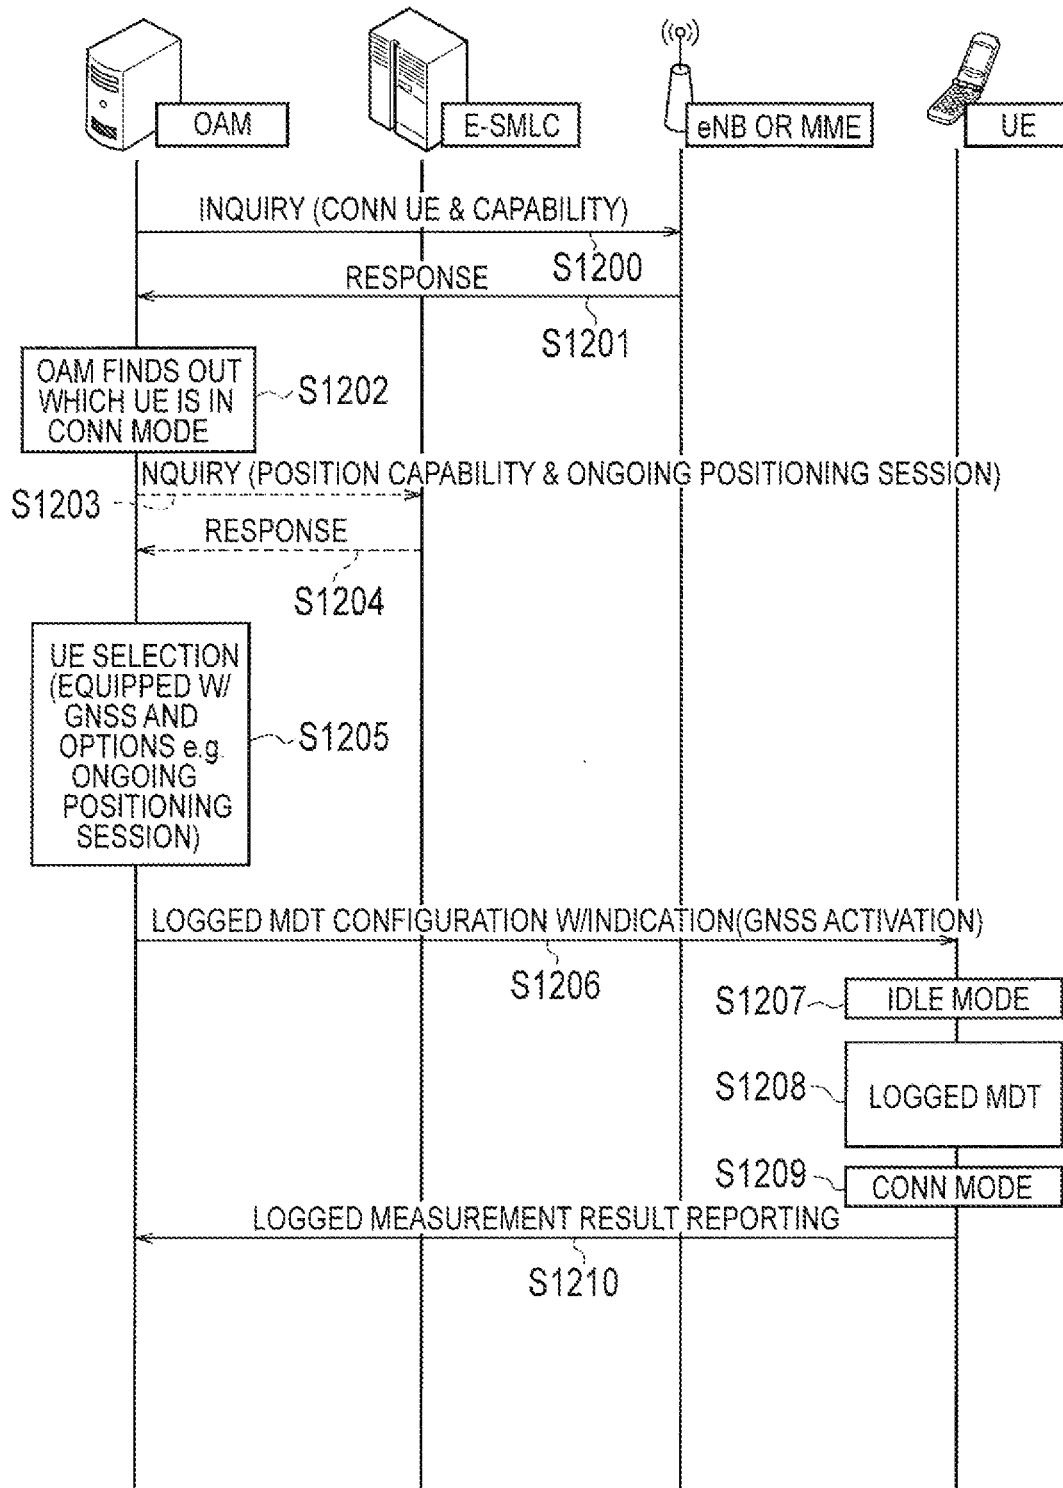 OAM
E-SMLC
eNB OR MME
UE
INQUIRY (CONN UE & CAPABILITY)
S1200
RESPONSE
S1201
OAM FINDS OUT
WHICH UE IS IN
CONN MODE
S1202
NQUIRY (POSITION CAPABILITY & ONGOING POSITIONING SESSION)
S1203
RESPONSE
S1204
UE SELECTION
(EQUIPPED W/
GNSS AND
OPTIONS e.g.
ONGOING
POSITIONING
SESSION)
S1205
LOGGED MDT CONFIGURATION W/INDICATION(GNSS ACTIVATION)
S1206
S1207
IDLE MODE
S1208
LOGGED MDT
S1209
CONN MODE
LOGGED MEASUREMENT RESULT REPORTING
S1210